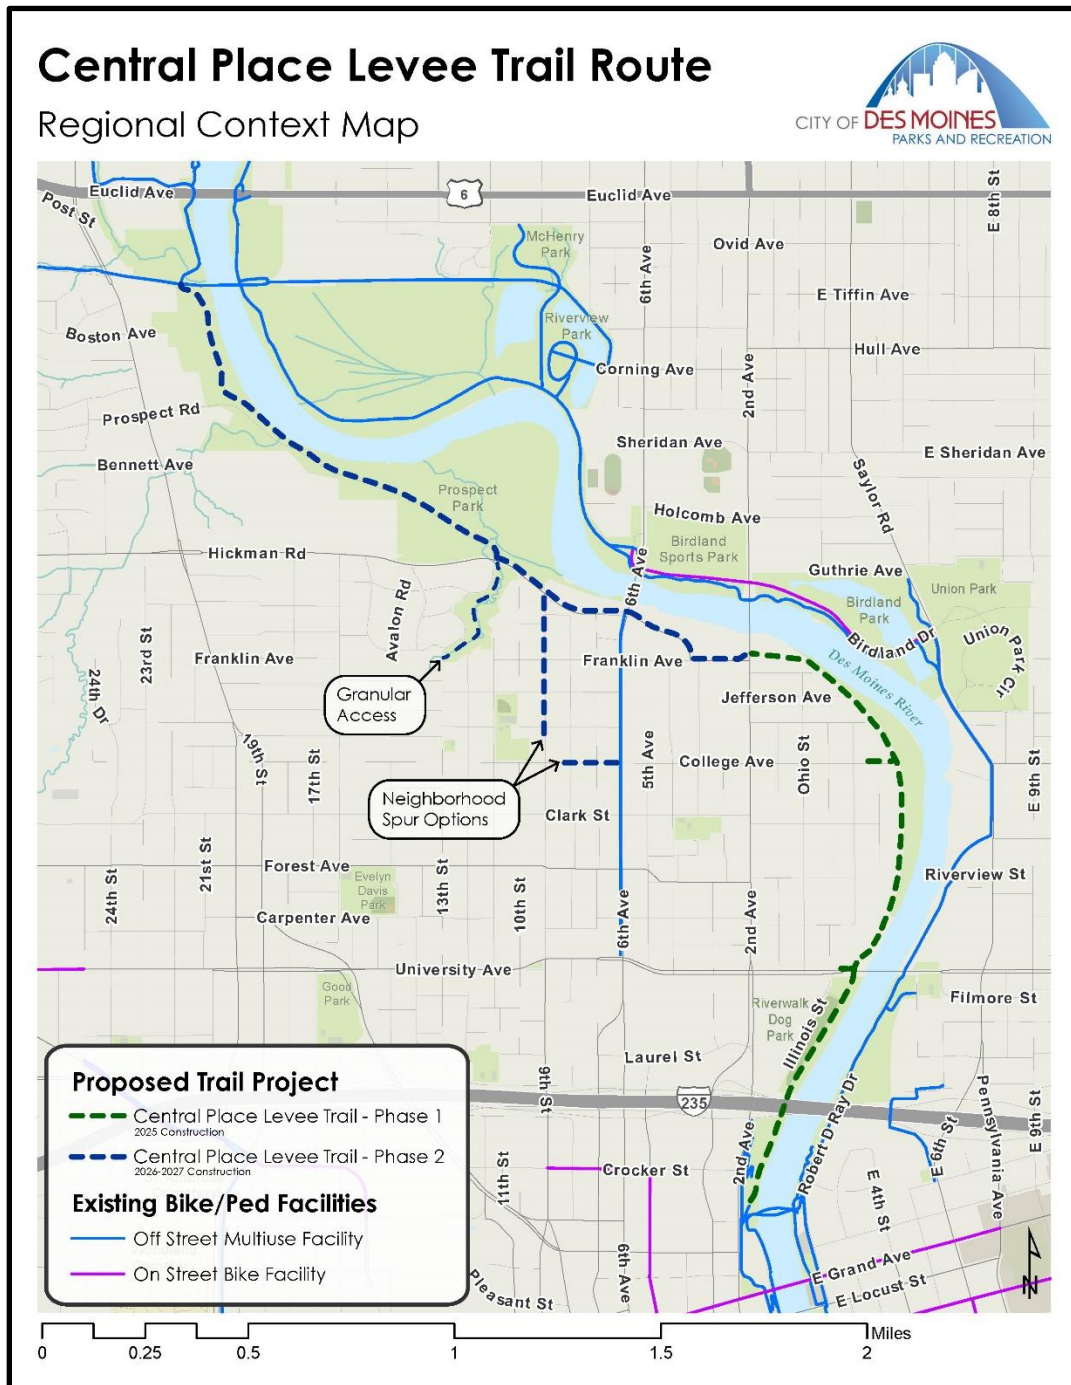 Central Place Levee Trail Route
Regional Context Map
CITY OF DES MOINES
PARKS AND RECREATION
Euclid Ave
6
Euclid Ave
E 8th St
Post St
McHenry
Park
6th Ave
Ovid Ave
E Tiffin Ave
Riverview
Park
Boston Ave
Hull Ave
Corning Ave
2nd Ave
Prospect Rd
Sheridan Ave
E Sheridan Ave
Bennett Ave
Saylor Rd
Prospect
Park
Holcomb Ave
Birdland
Sports Park
Hickman Rd
6th Ave
Guthrie Ave
Union Park
Avalon Rd
Birdland
Park
Birdland Dr
Union Park Cir
23rd St
Franklin Ave
Franklin Ave
Des Moines River
24th Dr
Granular
Access
Jefferson Ave
19th St
17th St
5th Ave
College Ave
Ohio St
E 9th St
Neighborhood
Spur Options
Clark St
21st St
Forest Ave
Riverview St
24th St
Evelyn
Davis
Park
13th St
10th St
Carpenter Ave
6th Ave
2nd Ave
University Ave
Good
Park
Filmore St
Riverwalk
Dog
Park
Illinois St
Laurel St
9th St
235
Robert D Ray Dr
Pennsylvania Ave
E 9th St
2nd Ave
E 6th St
11th St
Crocker St
E 4th St
6th Ave
E Grand Ave
Pleasant St
E Locust St
N
Proposed Trail Project
Central Place Levee Trail - Phase 1
2025 Construction
Central Place Levee Trail - Phase 2
2026-2027 Construction
Existing Bike/Ped Facilities
Off Street Multiuse Facility
On Street Bike Facility
0 0.25 0.5 1 1.5 2 Miles